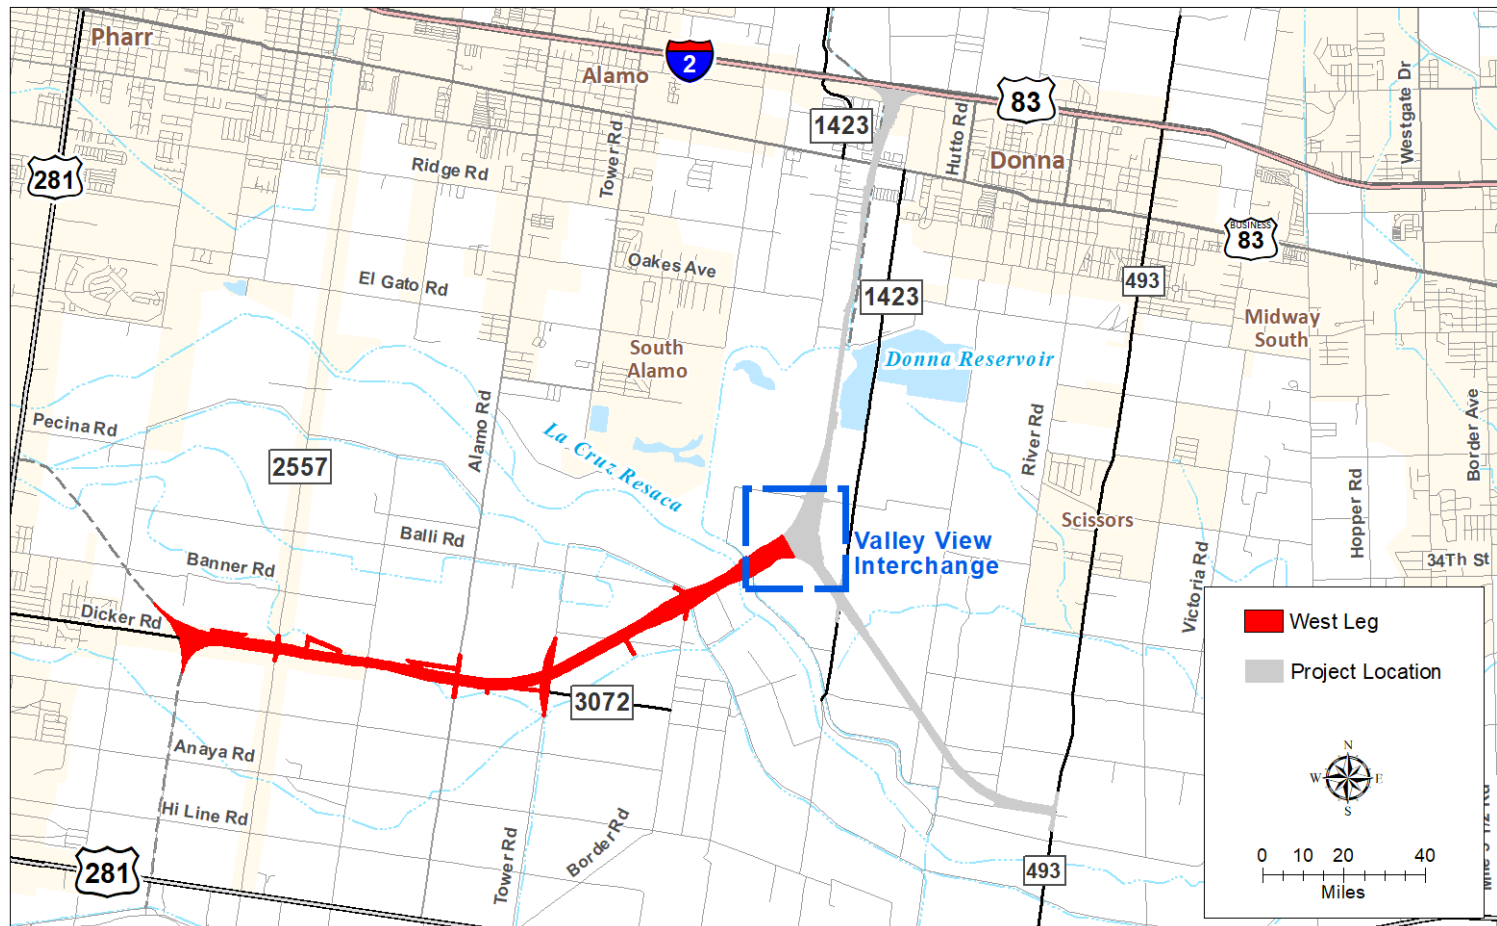 Pharr
Alamo
2
83
1423
Hutto Rd
Donna
Westgate Dr
281
Ridge Rd
Tower Rd
BUSINESS
83
Oakes Ave
El Gato Rd
1423
493
Midway
South
South
Alamo
Donna Reservoir
Pecina Rd
Alamo Rd
La Cruz Resaca
River Rd
Border Ave
2557
Hopper Rd
Scissors
Balli Rd
Valley View
Interchange
Banner Rd
Victoria Rd
34Th St
Dicker Rd
West Leg
Project Location
3072
Anaya Rd
N
W
E
S
Hi Line Rd
Border Rd
Tower Rd
281
493
0 10 20 40
Miles